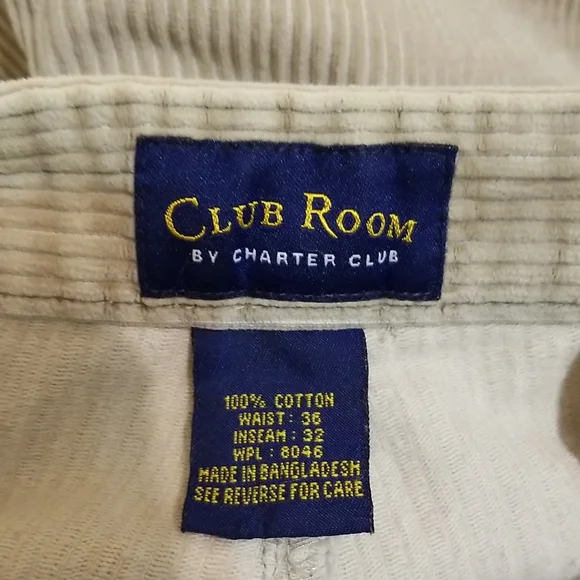 CLUB ROOM
BY CHARTER CLUB
100% COTTON
WAIST: 36
INSEAM: 32
WPL: 8046
MADE IN BANGLADESH
SEE REVERSE FOR CARE